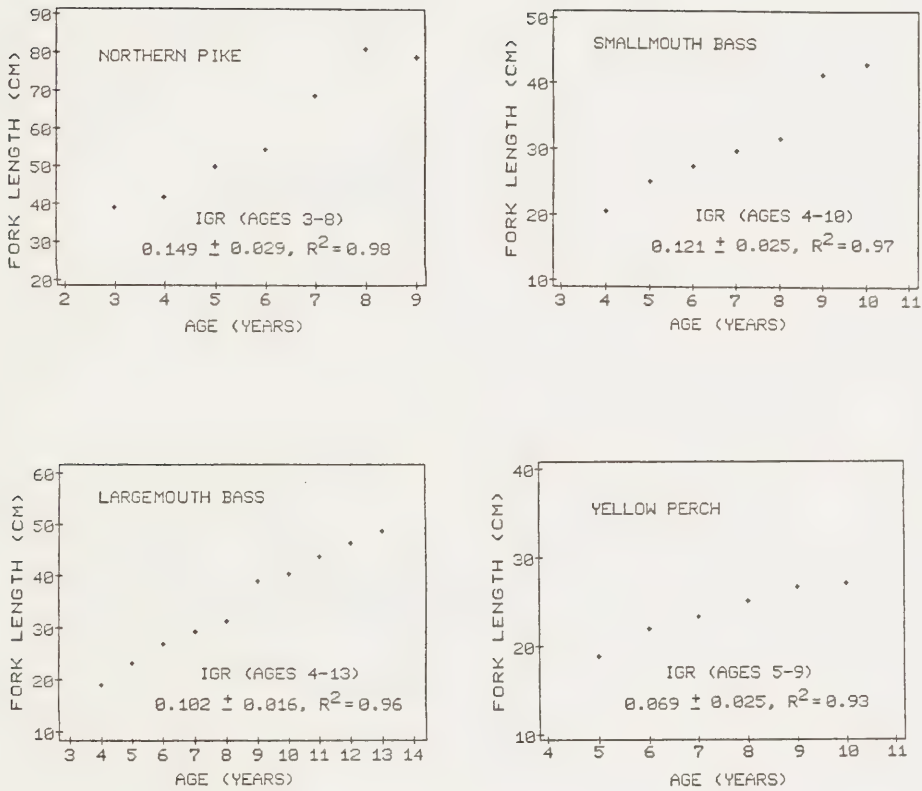 NORTHERN PIKE
FORK LENGTH (CM)
90
80
70
60
50
40
30
20
IGR (AGES 3-8)
0.149 ± 0.029, R²=0.98
2 3 4 5 6 7 8 9
AGE (YEARS)
SMALLMOUTH BASS
FORK LENGTH (CM)
50
40
30
20
10
IGR (AGES 4-10)
0.121 ± 0.025, R²=0.97
3 4 5 6 7 8 9 10 11
AGE (YEARS)
LARGEMOUTH BASS
FORK LENGTH (CM)
60
50
40
30
20
10
IGR (AGES 4-13)
0.102 ± 0.016, R²=0.96
3 4 5 6 7 8 9 10 11 12 13 14
AGE (YEARS)
YELLOW PERCH
FORK LENGTH (CM)
40
30
20
10
IGR (AGES 5-9)
0.069 ± 0.025, R²=0.93
4 5 6 7 8 9 10 11
AGE (YEARS)